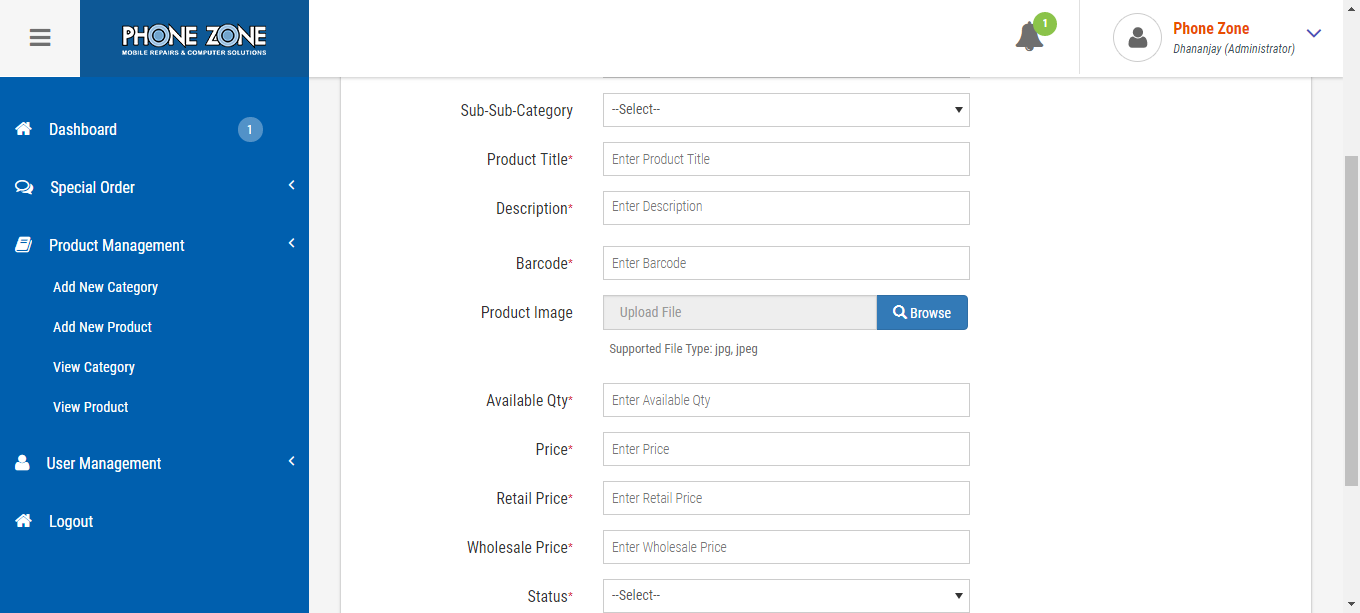 PHONE ZONE
MOBILE REPAIRS & COMPUTER SOLUTIONS
1
Phone Zone
Dhananjay (Administrator)
Dashboard 1
Special Order
Product Management
Add New Category
Add New Product
View Category
View Product
User Management
Logout
Sub-Sub-Category --Select--
Product Title* Enter Product Title
Description* Enter Description
Barcode* Enter Barcode
Product Image Upload File Browse
Supported File Type: jpg, jpeg
Available Qty* Enter Available Qty
Price* Enter Price
Retail Price* Enter Retail Price
Wholesale Price* Enter Wholesale Price
Status* --Select--